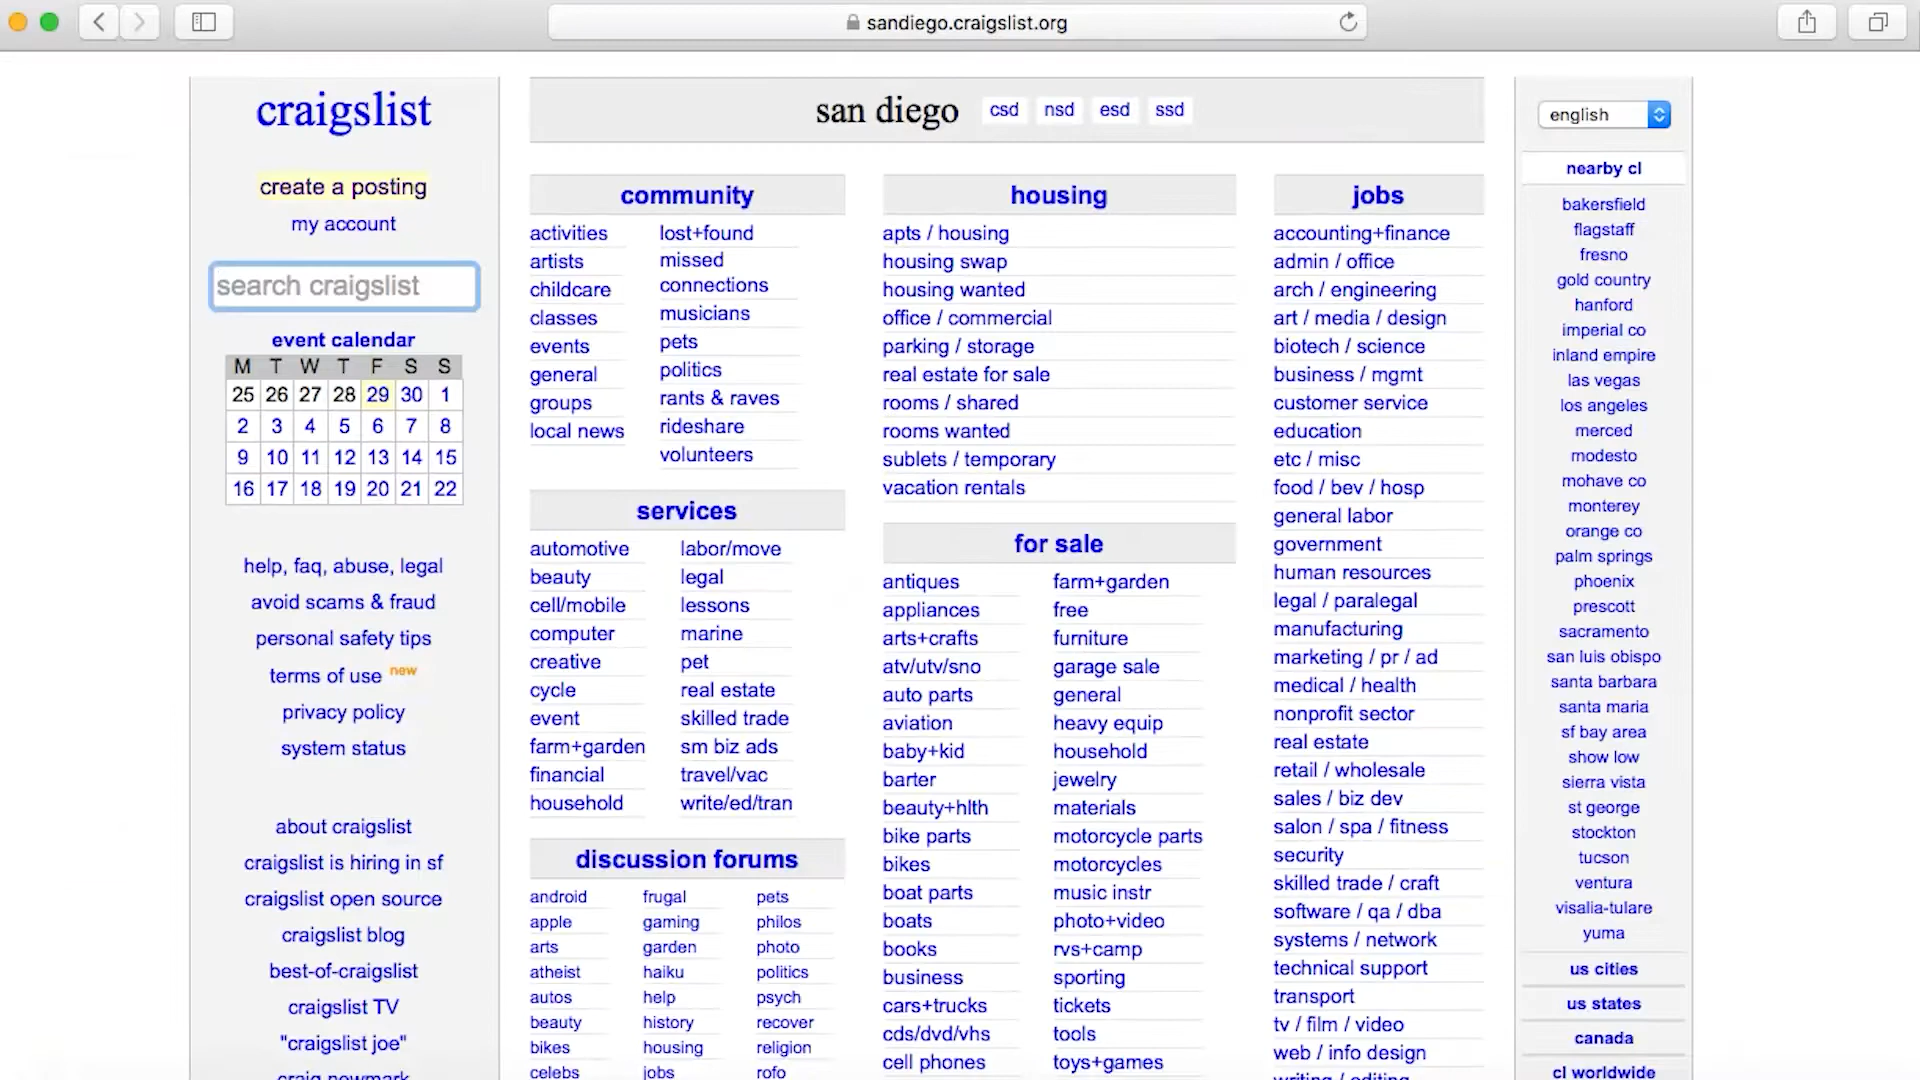 sandiego.craigslist.org
craigslist
create a posting
my account
search craigslist
event calendar
M T W T F S S
25 26 27 28 29 30 1
2 3 4 5 6 7 8
9 10 11 12 13 14 15
16 17 18 19 20 21 22
help, faq, abuse, legal
avoid scams & fraud
personal safety tips
terms of use new
privacy policy
system status
about craigslist
craigslist is hiring in sf
craigslist open source
craigslist blog
best-of-craigslist
craigslist TV
"craigslist joe"
craig newmark
san diego csd nsd esd ssd
community
activities
artists
childcare
classes
events
general
groups
local news
lost+found
missed
connections
musicians
pets
politics
rants & raves
rideshare
volunteers
services
automotive
beauty
cell/mobile
computer
creative
cycle
event
farm+garden
financial
household
labor/move
legal
lessons
marine
pet
real estate
skilled trade
sm biz ads
travel/vac
write/ed/tran
discussion forums
android
apple
arts
atheist
autos
beauty
bikes
celebs
frugal
gaming
garden
haiku
help
history
housing
jobs
pets
philos
photo
politics
psych
recover
religion
rofo
housing
apts / housing
housing swap
housing wanted
office / commercial
parking / storage
real estate for sale
rooms / shared
rooms wanted
sublets / temporary
vacation rentals
for sale
antiques
appliances
arts+crafts
atv/utv/sno
auto parts
aviation
baby+kid
barter
beauty+hlth
bike parts
bikes
boat parts
boats
books
business
cars+trucks
cds/dvd/vhs
cell phones
farm+garden
free
furniture
garage sale
general
heavy equip
household
jewelry
materials
motorcycle parts
motorcycles
music instr
photo+video
rvs+camp
sporting
tickets
tools
toys+games
jobs
accounting+finance
admin / office
arch / engineering
art / media / design
biotech / science
business / mgmt
customer service
education
etc / misc
food / bev / hosp
general labor
government
human resources
legal / paralegal
manufacturing
marketing / pr / ad
medical / health
nonprofit sector
real estate
retail / wholesale
sales / biz dev
salon / spa / fitness
security
skilled trade / craft
software / qa / dba
systems / network
technical support
transport
tv / film / video
web / info design
writing / editing
english
nearby cl
bakersfield
flagstaff
fresno
gold country
hanford
imperial co
inland empire
las vegas
los angeles
merced
modesto
mohave co
monterey
orange co
palm springs
phoenix
prescott
sacramento
san luis obispo
santa barbara
santa maria
sf bay area
show low
sierra vista
st george
stockton
tucson
ventura
visalia-tulare
yuma
us cities
us states
canada
cl worldwide